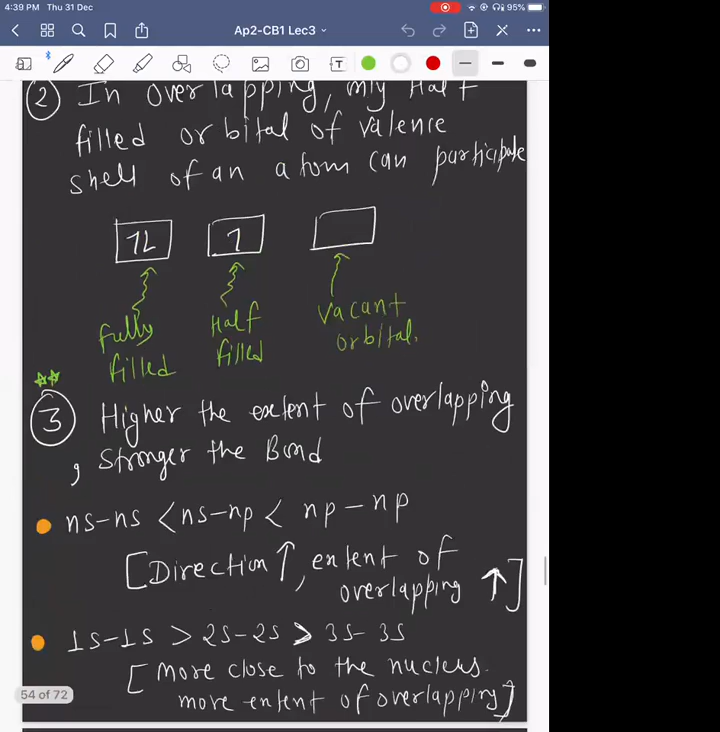 4:39 PM Thu 31 Dec
95%
Ap2-CB1 Lec3
② In overlapping, only Half
filled orbital of valence
shell of an atom can participate
1L 1
fully
filled
Half
filled
vacant
orbital.
③ Higher the extent of overlapping
, stronger the Bond
ns-ns < ns-np < np-np
[Direction ↑, extent of
overlapping ↑]
1s-1s > 2s-2s > 3s-3s
[More close to the nucleus.
more extent of overlapping]
54 of 72